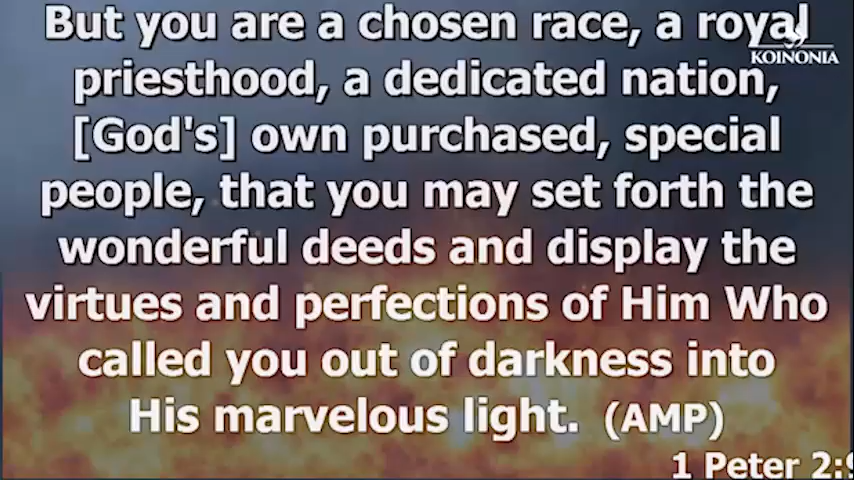 But you are a chosen race, a royal
KOINONIA
priesthood, a dedicated nation,
[God's] own purchased, special
people, that you may set forth the
wonderful deeds and display the
virtues and perfections of Him Who
called you out of darkness into
His marvelous light. (AMP)
1 Peter 2:9